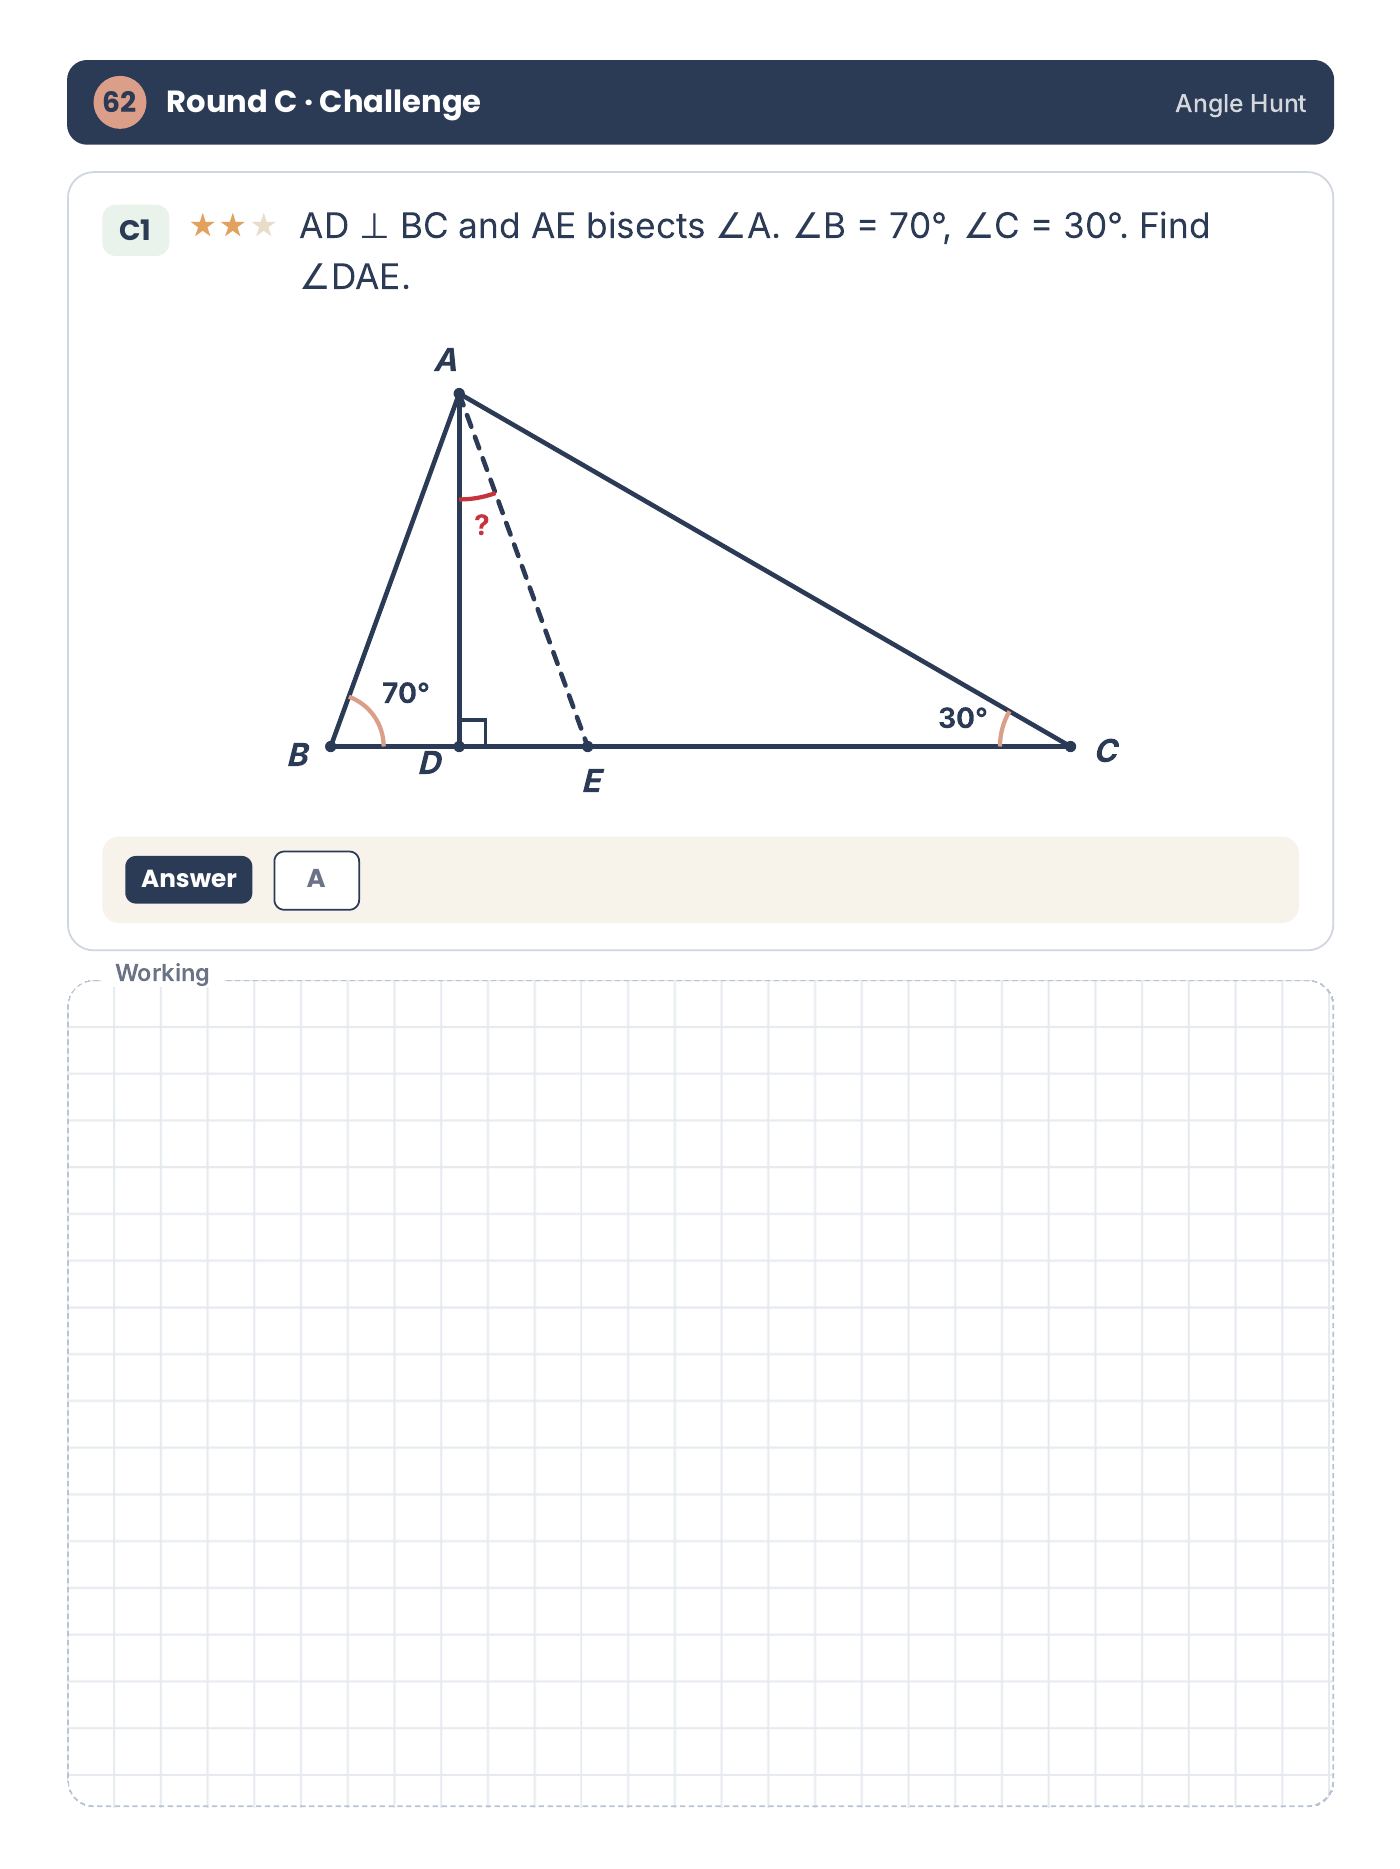 62 Round C · Challenge Angle Hunt
C1 ★★★ AD ⊥ BC and AE bisects ∠A. ∠B = 70°, ∠C = 30°. Find
∠DAE.
A
?
70°
30°
B
D
E
C
Answer A
Working